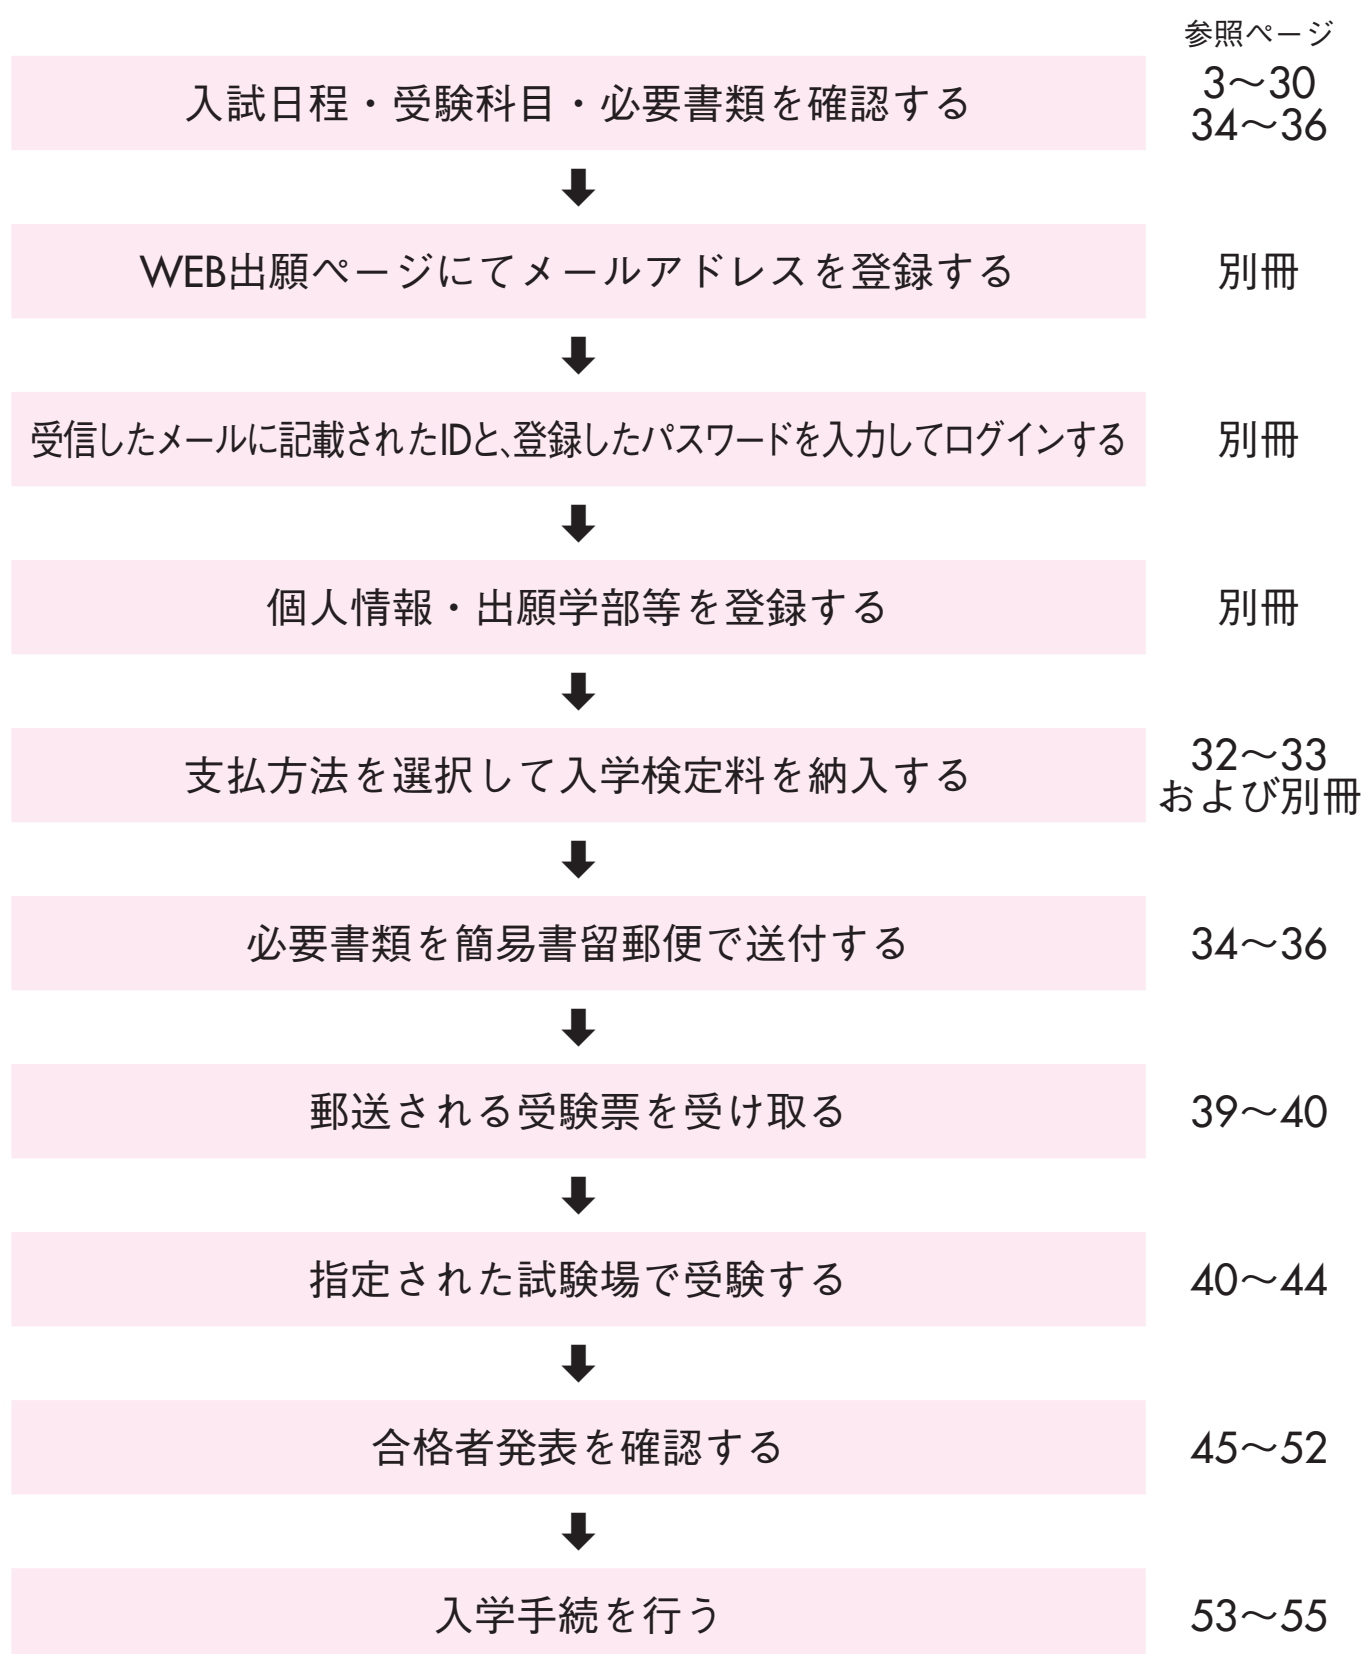 参照ページ
入試日程・受験科目・必要書類を確認する
3〜30
34〜36
WEB出願ページにてメールアドレスを登録する
別冊
受信したメールに記載されたIDと、登録したパスワードを入力してログインする
別冊
個人情報・出願学部等を登録する
別冊
支払方法を選択して入学検定料を納入する
32〜33
および別冊
必要書類を簡易書留郵便で送付する
34〜36
郵送される受験票を受け取る
39〜40
指定された試験場で受験する
40〜44
合格者発表を確認する
45〜52
入学手続を行う
53〜55